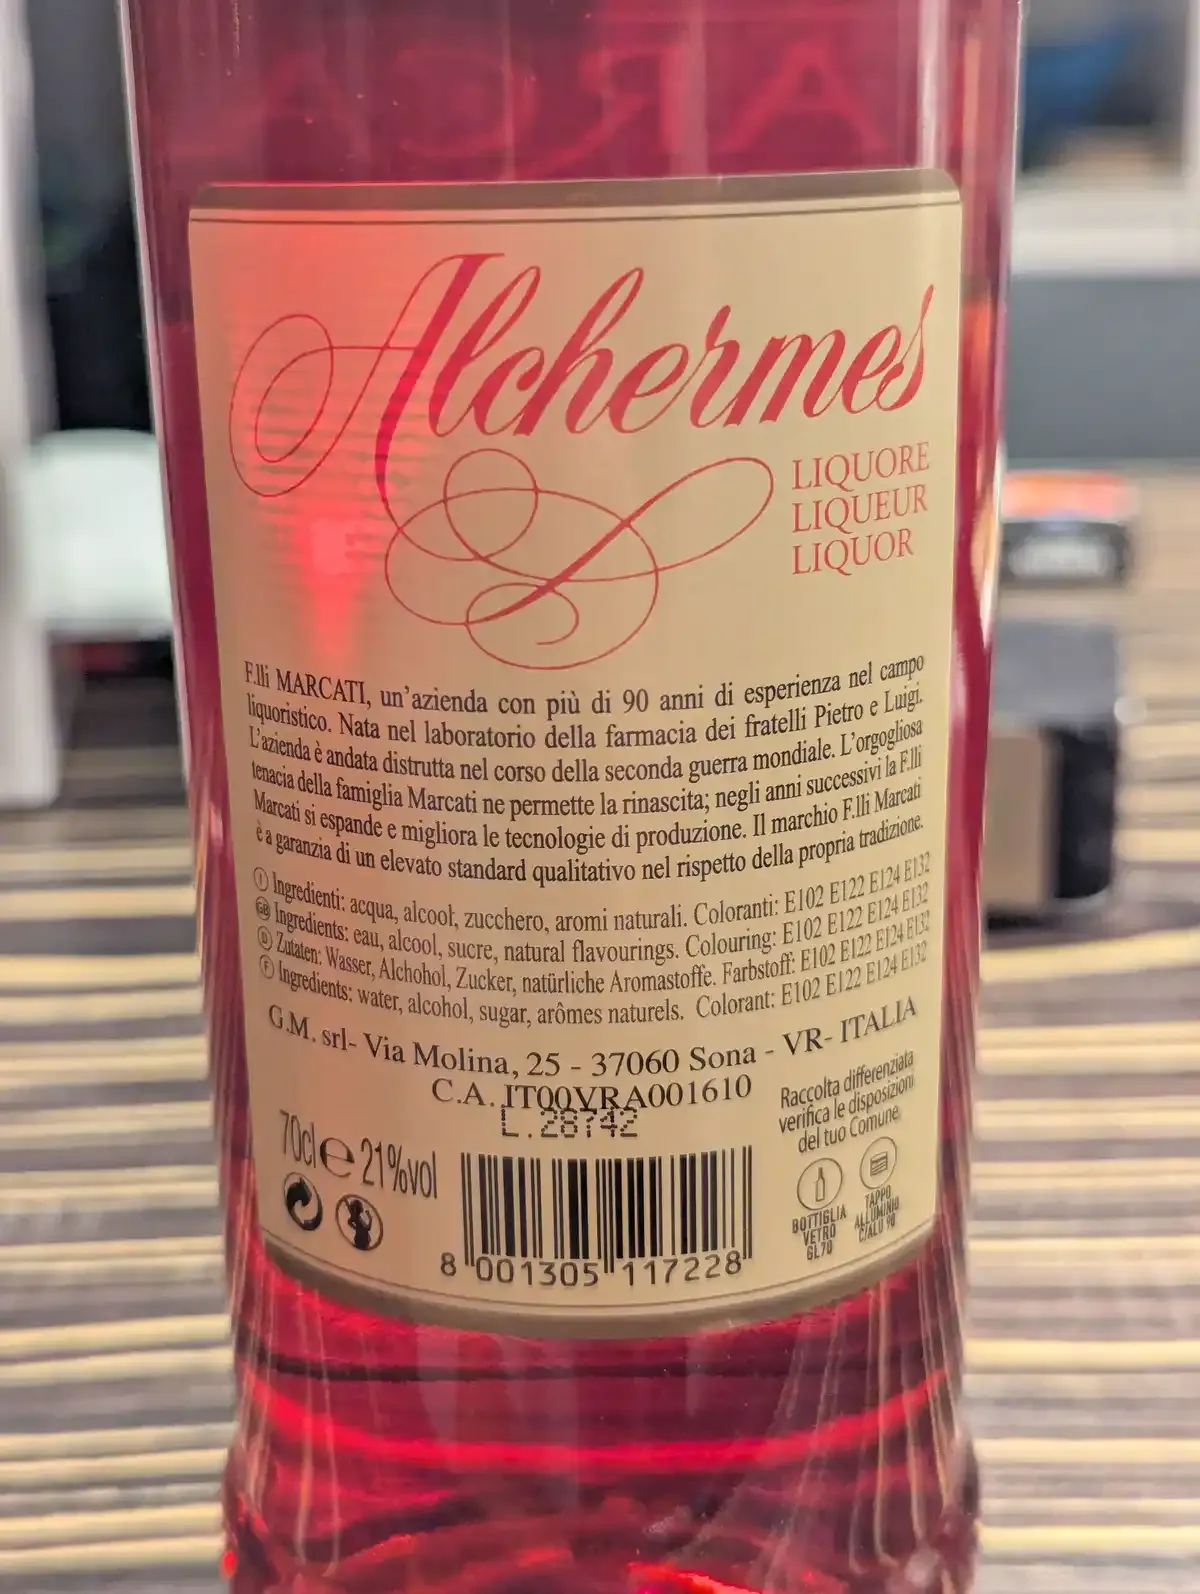 ARCA
Alchermes
LIQUORE
LIQUEUR
LIQUOR
F.lli MARCATI, un'azienda con più di 90 anni di esperienza nel campo
liquoristico. Nata nel laboratorio della farmacia dei fratelli Pietro e Luigi.
L'azienda è andata distrutta nel corso della seconda guerra mondiale. L'orgogliosa
tenacia della famiglia Marcati ne permette la rinascita; negli anni successivi la F.lli
Marcati si espande e migliora le tecnologie di produzione. Il marchio F.lli Marcati
è a garanzia di un elevato standard qualitativo nel rispetto della propria tradizione.
I Ingredienti: acqua, alcool, zucchero, aromi naturali. Coloranti: E102 E122 E124 E132
GB Ingredients: eau, alcool, sucre, natural flavourings. Colouring: E102 E122 E124 E132
D Zutaten: Wasser, Alchohol, Zucker, natürliche Aromastoffe. Farbstoff: E102 E122 E124 E132
F Ingredients: water, alcohol, sugar, arômes naturels. Colorant: E102 E122 E124 E132
G.M. srl- Via Molina, 25 - 37060 Sona - VR- ITALIA
C.A. IT00VRA001610
L.28742
70cl e 21%vol
8 001305 117228
Raccolta differenziata
verifica le disposizioni
del tuo Comune.
BOTTIGLIA
VETRO
GL70
TAPPO
ALLUMINIO
C/ALU 90